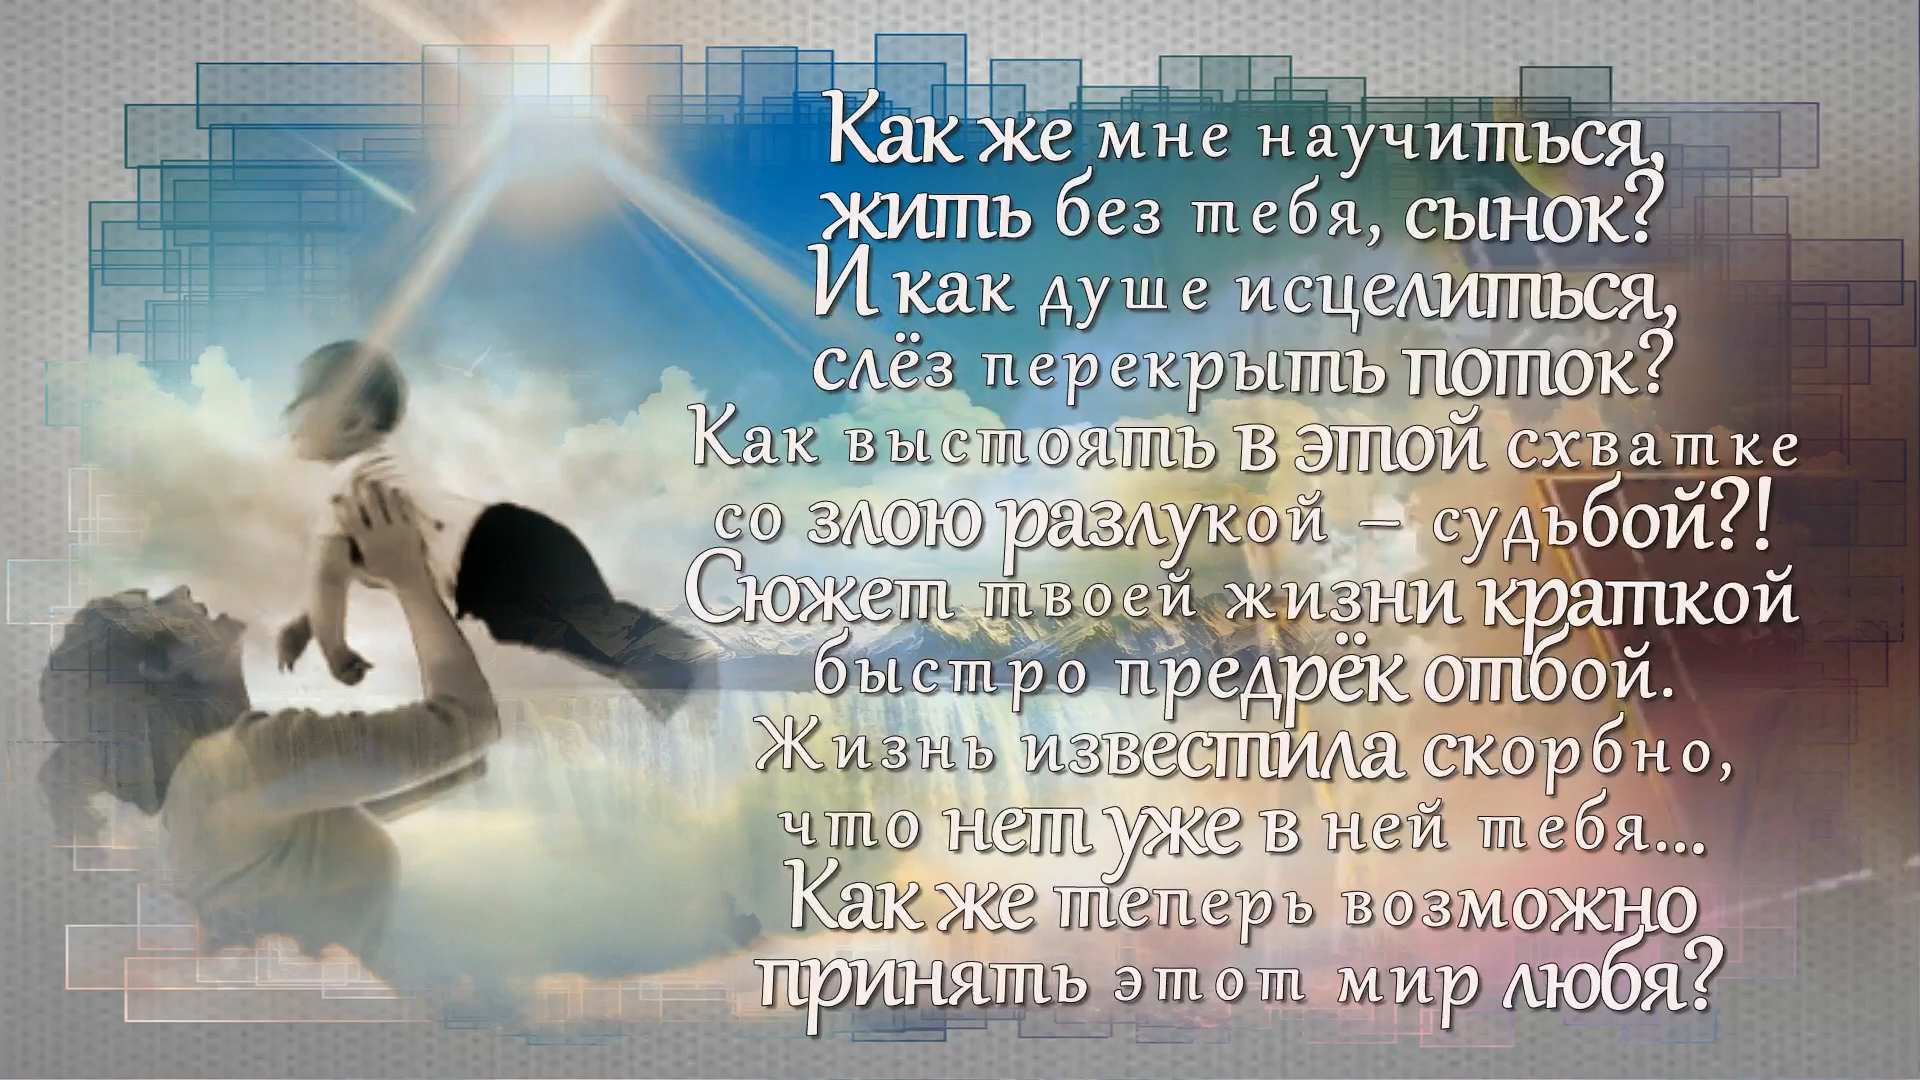 Как же мне научиться,
жить без тебя, сынок?
И как душе исцелиться,
слёз перекрыть поток?
Как выстоять в этой схватке
со злою разлукой – судьбой?!
Сюжет твоей жизни краткой
быстро предрёк отбой.
Жизнь известила скорбно,
что нет уже в ней тебя...
Как же теперь возможно
принять этот мир любя?